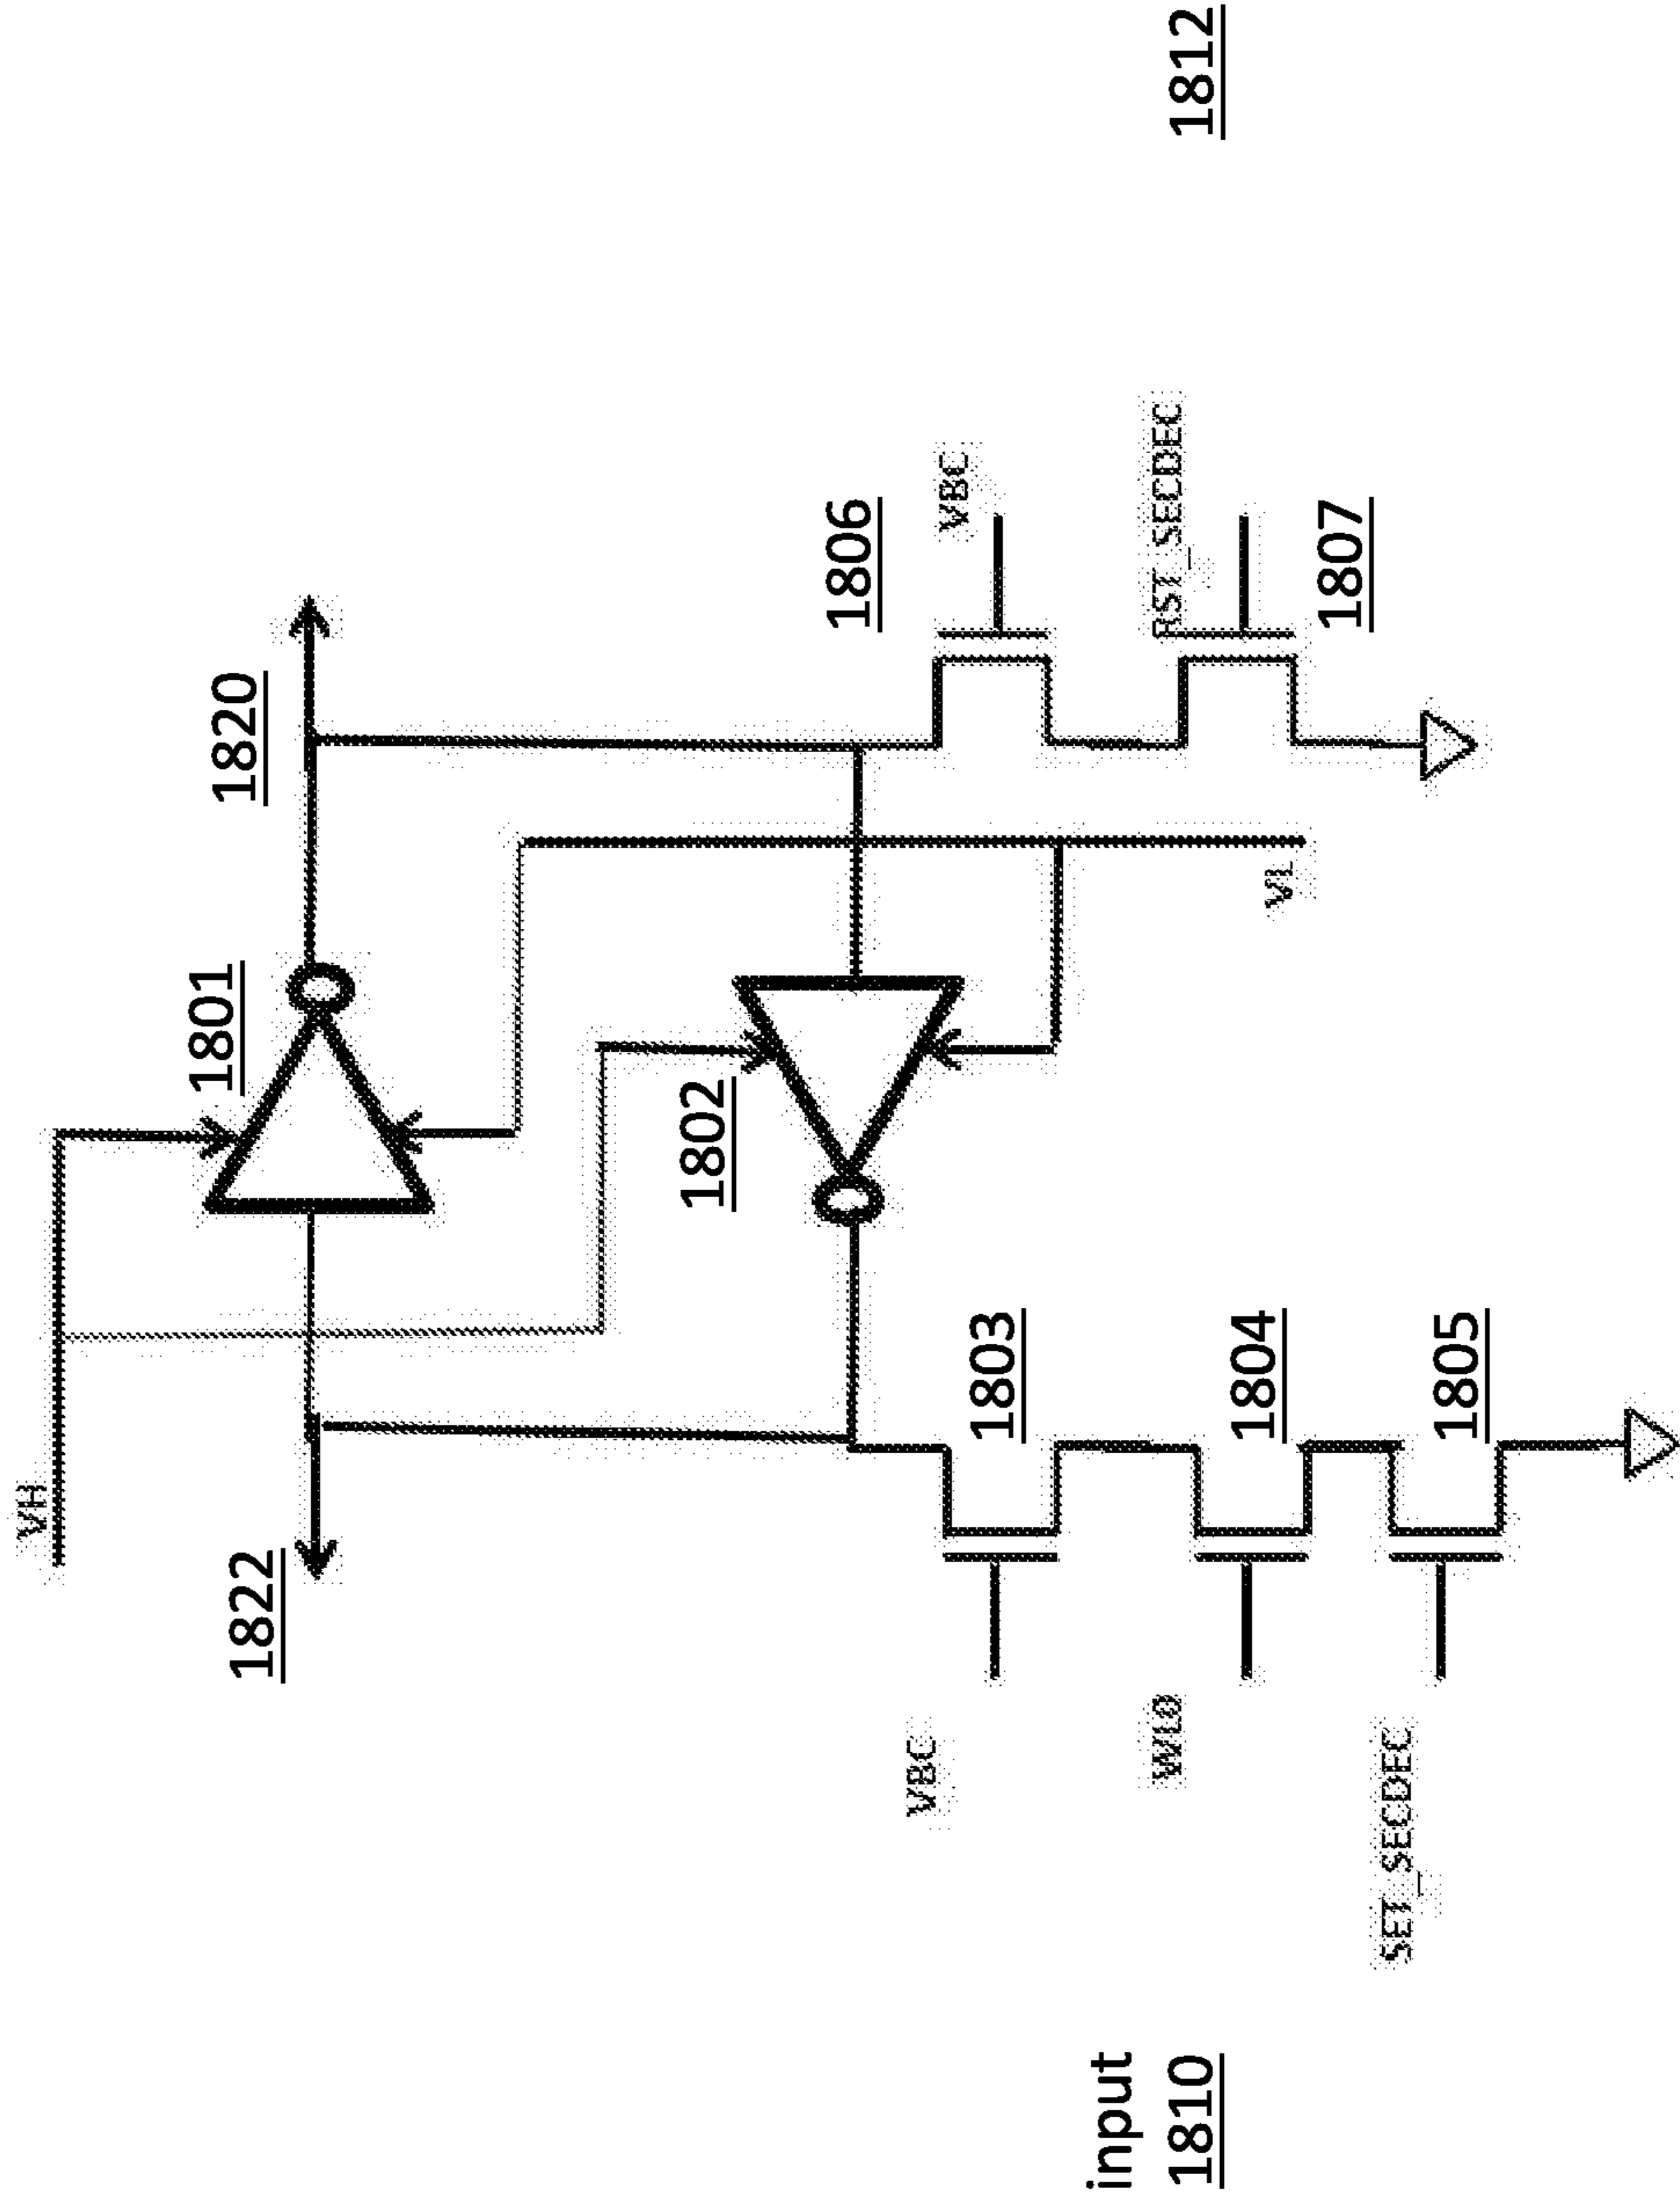 VH
1822
1801
1820
1802
1806
VBC
1803
VBC
input
1810
WL0
1804
RST_SECDEC
1812
VL
1807
SET_SECDEC
1805